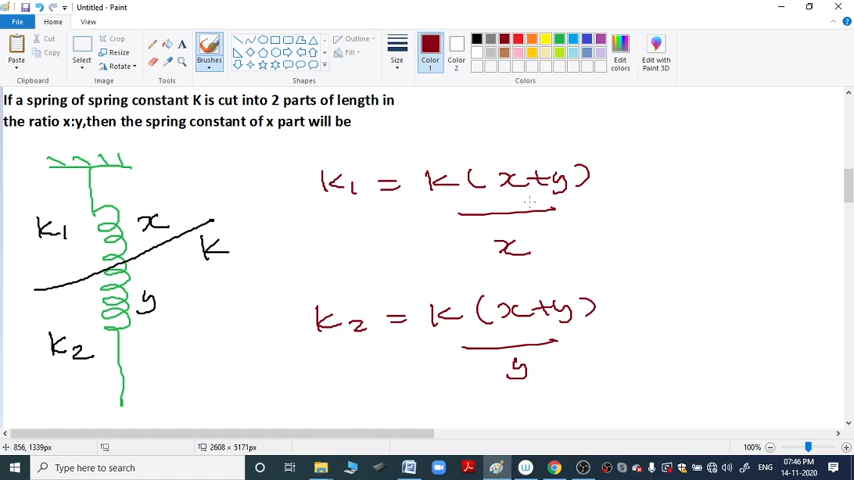 Untitled - Paint
File Home View
Paste
Cut
Copy
Clipboard
Select
Crop
Resize
Rotate
Image
Tools
Brushes
Shapes
Outline
Fill
Size
Color 1
Color 2
Colors
Edit colors
Edit with Paint 3D
If a spring of spring constant K is cut into 2 parts of length in
the ratio x:y,then the spring constant of x part will be
K1 = K(x+y)
x
K1 x
K
y
K2 = K(x+y)
y
K2
856, 1339px
2608 × 5171px
100%
Type here to search
ENG
07:46 PM
14-11-2020